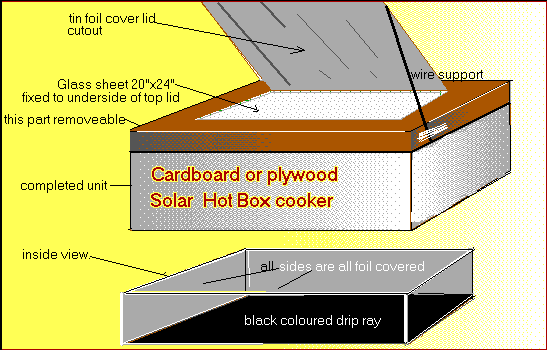 tin foil cover lid
cutout
wire support
Glass sheet 20"x24"
fixed to underside of top lid
this part removeable
Cardboard or plywood
Solar Hot Box cooker
completed unit
inside view
all sides are all foil covered
black coloured drip ray